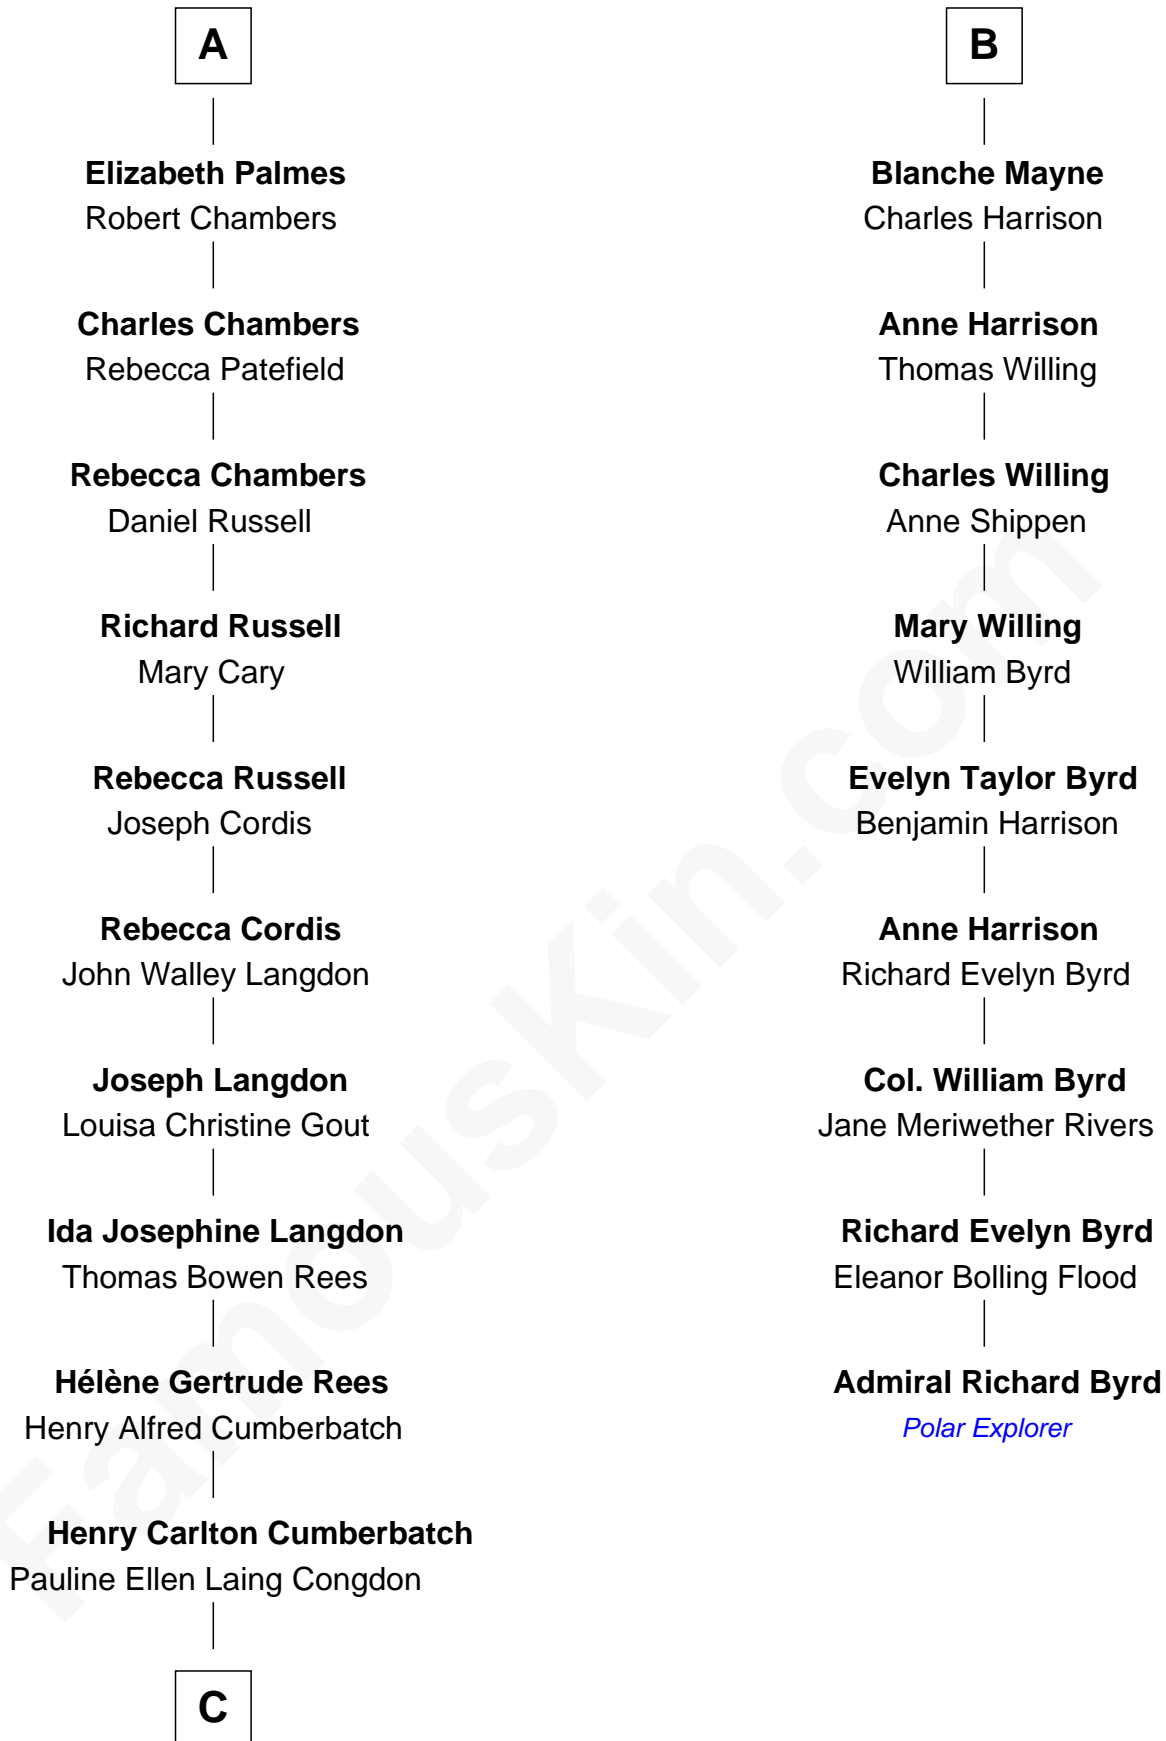 A
Elizabeth Palmes
Robert Chambers
Charles Chambers
Rebecca Patefield
Rebecca Chambers
Daniel Russell
Richard Russell
Mary Cary
Rebecca Russell
Joseph Cordis
Rebecca Cordis
John Walley Langdon
Joseph Langdon
Louisa Christine Gout
Ida Josephine Langdon
Thomas Bowen Rees
Hélène Gertrude Rees
Henry Alfred Cumberbatch
Henry Carlton Cumberbatch
Pauline Ellen Laing Congdon
C
B
Blanche Mayne
Charles Harrison
Anne Harrison
Thomas Willing
Charles Willing
Anne Shippen
Mary Willing
William Byrd
Evelyn Taylor Byrd
Benjamin Harrison
Anne Harrison
Richard Evelyn Byrd
Col. William Byrd
Jane Meriwether Rivers
Richard Evelyn Byrd
Eleanor Bolling Flood
Admiral Richard Byrd
Polar Explorer
FamousKin.com